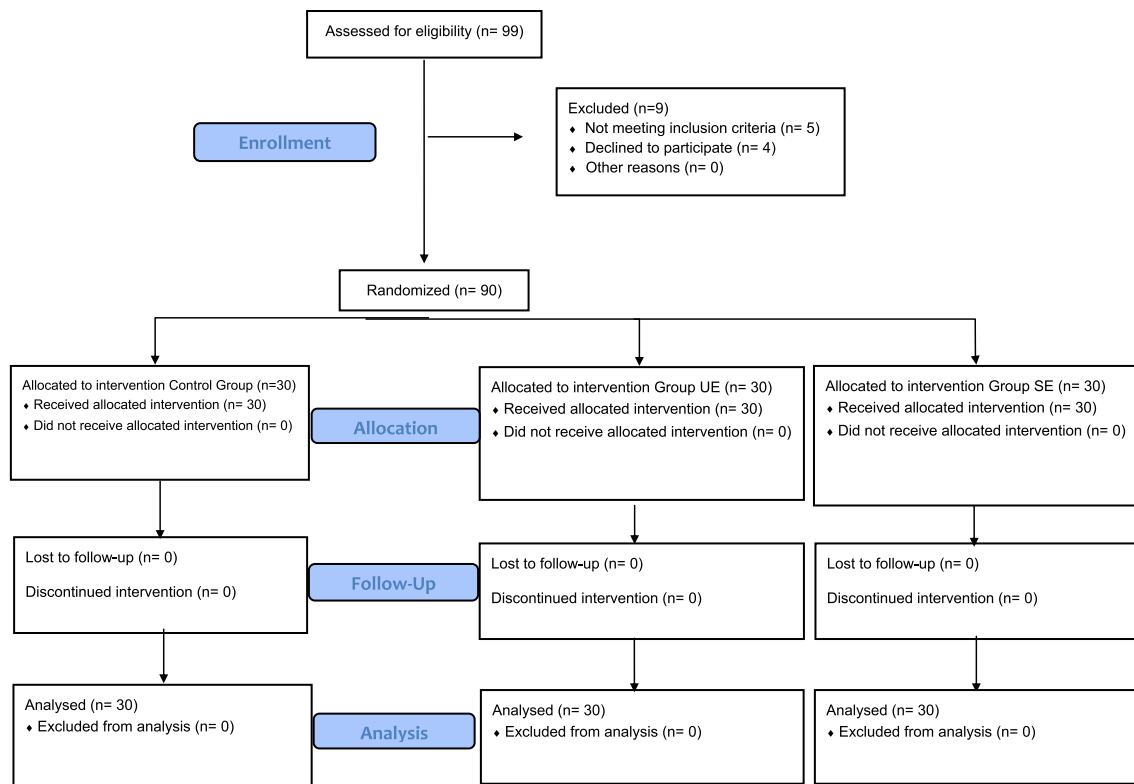 Assessed for eligibility (n= 99)
Enrollment
Excluded (n=9)
♦ Not meeting inclusion criteria (n= 5)
♦ Declined to participate (n= 4)
♦ Other reasons (n= 0)
Randomized (n= 90)
Allocated to intervention Control Group (n=30)
♦ Received allocated intervention (n= 30)
♦ Did not receive allocated intervention (n= 0)
Allocation
Allocated to intervention Group UE (n= 30)
♦ Received allocated intervention (n= 30)
♦ Did not receive allocated intervention (n= 0)
Allocated to intervention Group SE (n= 30)
♦ Received allocated intervention (n= 30)
♦ Did not receive allocated intervention (n= 0)
Lost to follow-up (n= 0)
Discontinued intervention (n= 0)
Follow-Up
Lost to follow-up (n= 0)
Discontinued intervention (n= 0)
Lost to follow-up (n= 0)
Discontinued intervention (n= 0)
Analysed (n= 30)
♦ Excluded from analysis (n= 0)
Analysis
Analysed (n= 30)
♦ Excluded from analysis (n= 0)
Analysed (n= 30)
♦ Excluded from analysis (n= 0)